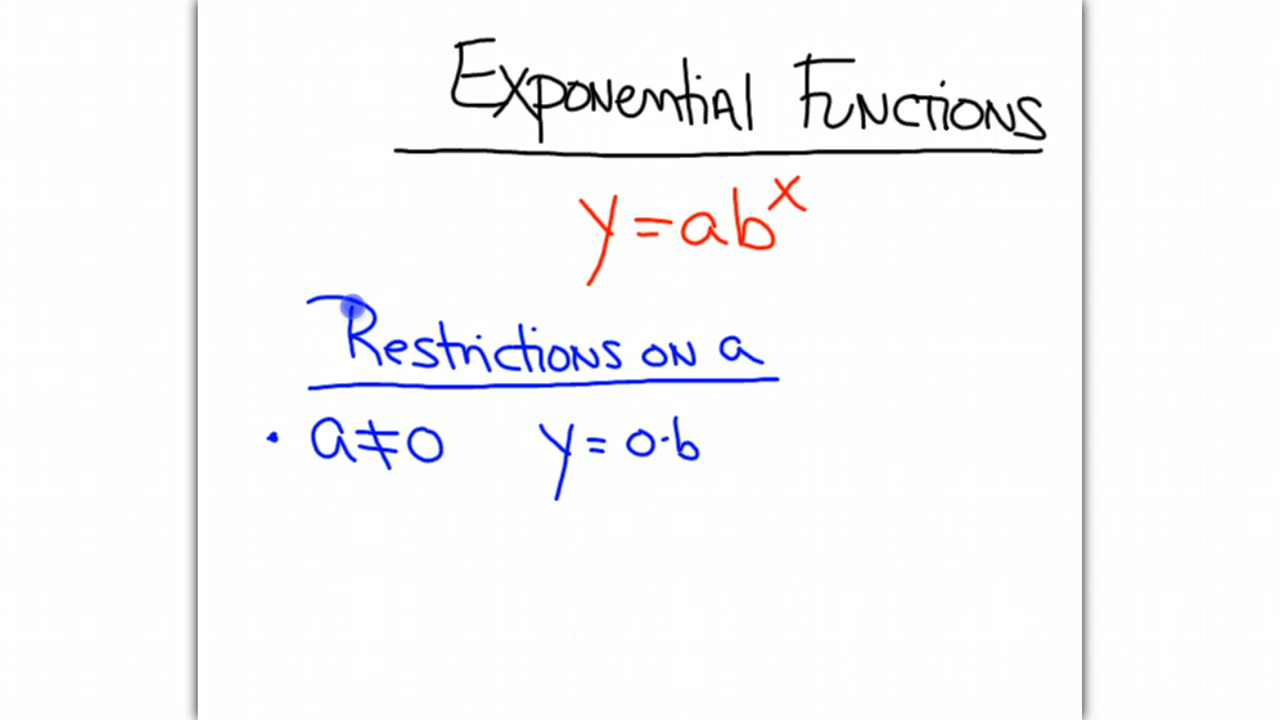 Exponential Functions
y = ab^x
Restrictions on a
• a ≠ 0 y = 0·b